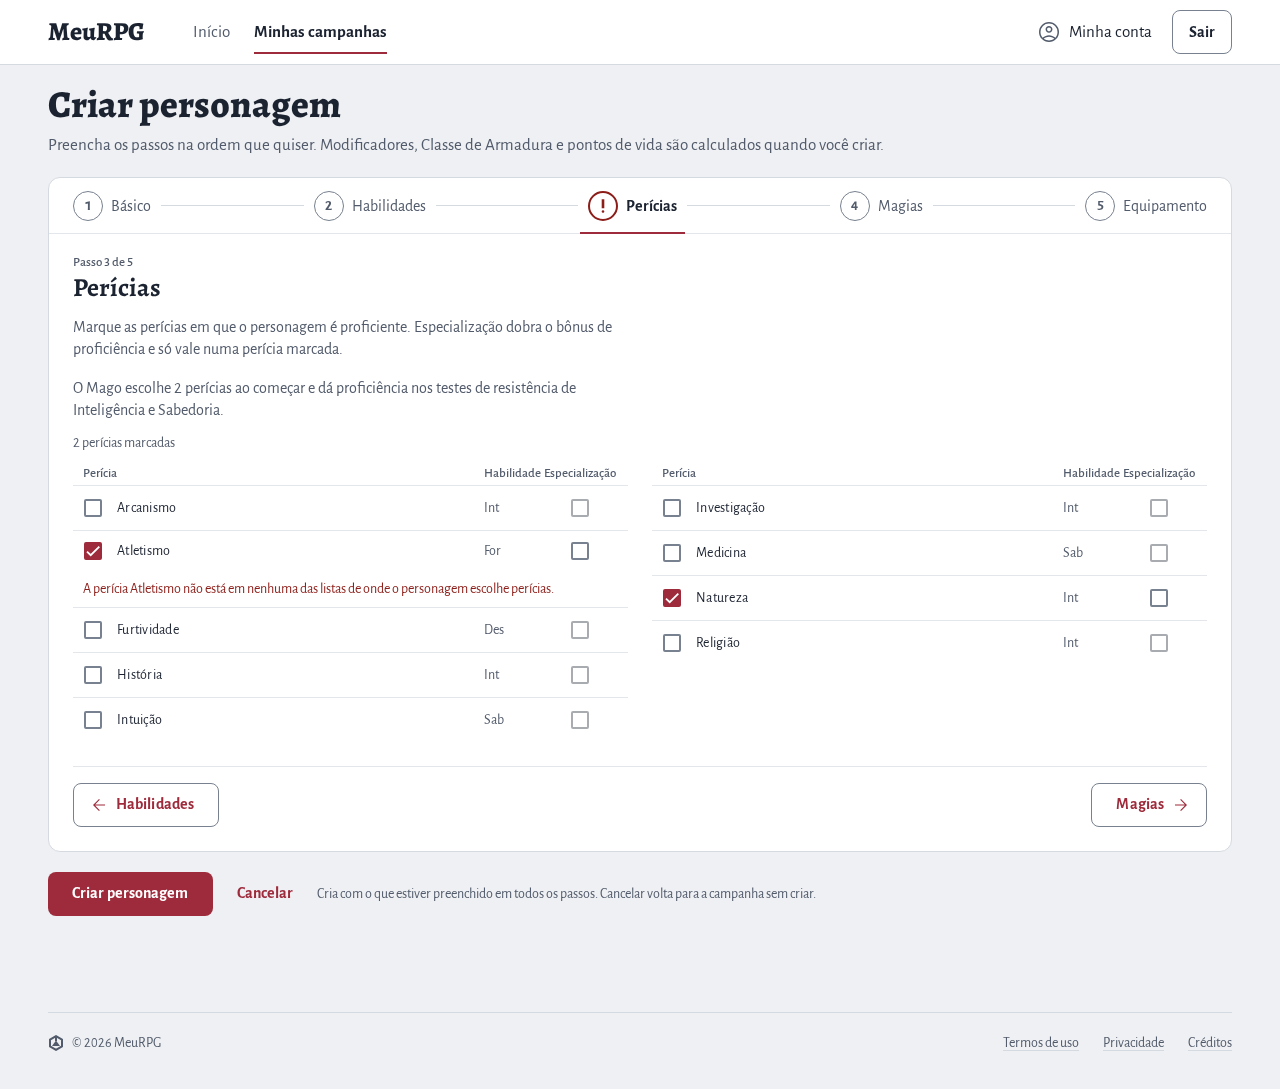 MeuRPG
Início
Minhas campanhas
Minha conta
Sair
Criar personagem
Preencha os passos na ordem que quiser. Modificadores, Classe de Armadura e pontos de vida são calculados quando você criar.
1 Básico
2 Habilidades
! Perícias
4 Magias
5 Equipamento
Passo 3 de 5
Perícias
Marque as perícias em que o personagem é proficiente. Especialização dobra o bônus de
proficiência e só vale numa perícia marcada.
O Mago escolhe 2 perícias ao começar e dá proficiência nos testes de resistência de
Inteligência e Sabedoria.
2 perícias marcadas
Perícia Habilidade Especialização
Arcanismo Int
Atletismo For
A perícia Atletismo não está em nenhuma das listas de onde o personagem escolhe perícias.
Furtividade Des
História Int
Intuição Sab
Perícia Habilidade Especialização
Investigação Int
Medicina Sab
Natureza Int
Religião Int
Habilidades
Magias
Criar personagem
Cancelar
Cria com o que estiver preenchido em todos os passos. Cancelar volta para a campanha sem criar.
© 2026 MeuRPG
Termos de uso
Privacidade
Créditos